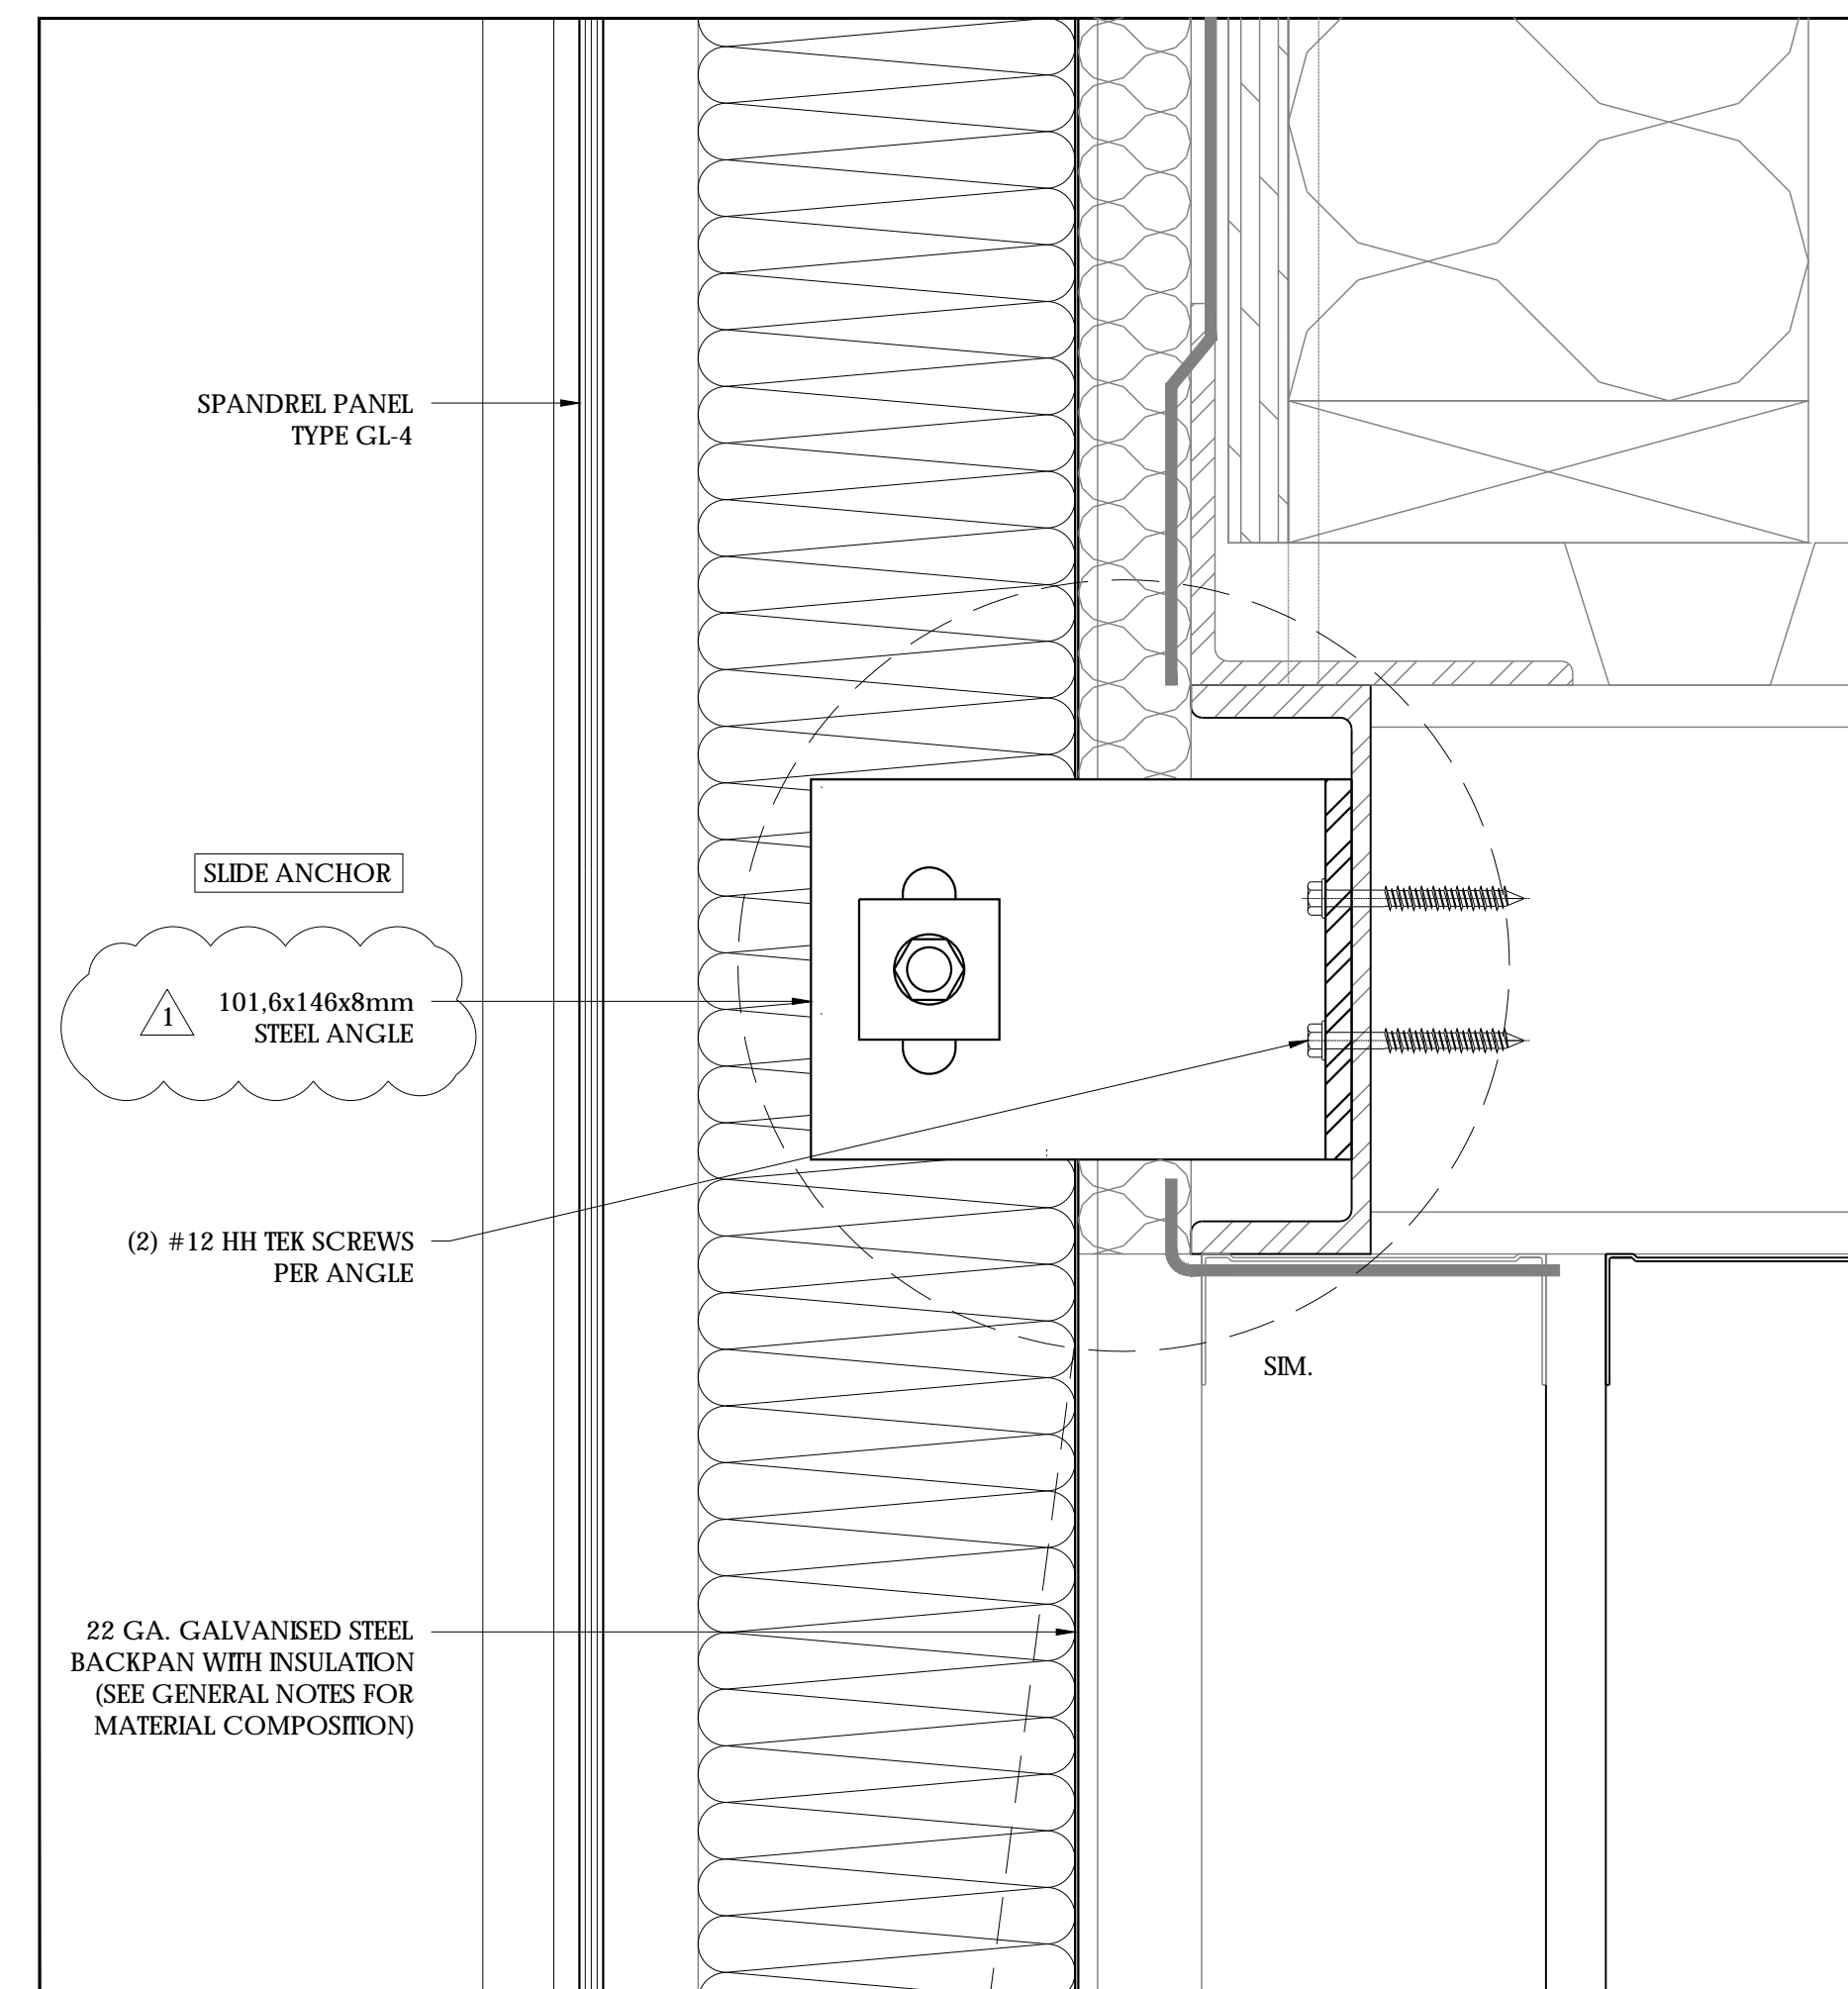 SPANDREL PANEL
TYPE GL-4
SLIDE ANCHOR
1
101,6x146x8mm
STEEL ANGLE
(2) #12 HH TEK SCREWS
PER ANGLE
SIM.
22 GA. GALVANISED STEEL
BACKPAN WITH INSULATION
(SEE GENERAL NOTES FOR
MATERIAL COMPOSITION)